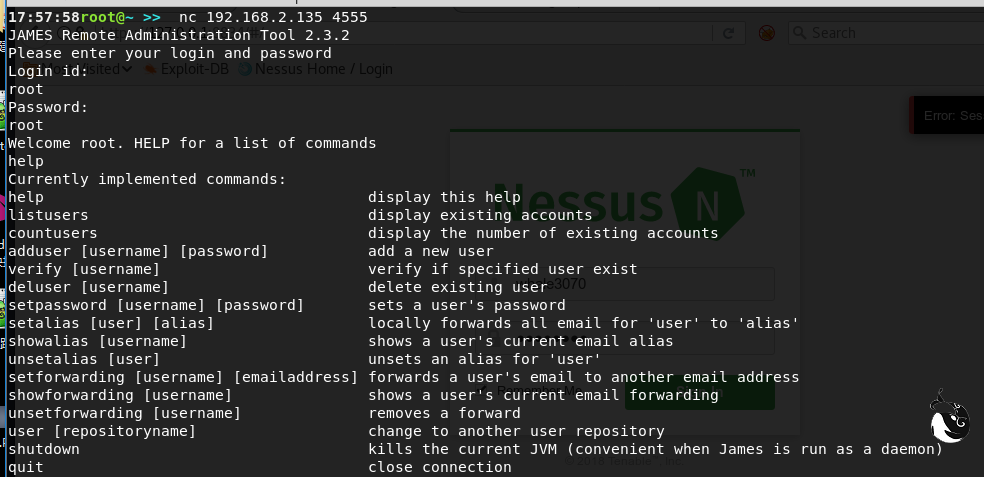 17:57:58root@~ >>  nc 192.168.2.135 4555
JAMES Remote Administration Tool 2.3.2
Please enter your login and password
Login id:
root
Password:
root
Welcome root. HELP for a list of commands
help
Currently implemented commands:
help                                    display this help
listusers                               display existing accounts
countusers                              display the number of existing accounts
adduser [username] [password]           add a new user
verify [username]                       verify if specified user exist
deluser [username]                      delete existing user
setpassword [username] [password]       sets a user's password
setalias [user] [alias]                 locally forwards all email for 'user' to 'alias'
showalias [username]                    shows a user's current email alias
unsetalias [user]                       unsets an alias for 'user'
setforwarding [username] [emailaddress] forwards a user's email to another email address
showforwarding [username]               shows a user's current email forwarding
unsetforwarding [username]              removes a forward
user [repositoryname]                   change to another user repository
shutdown                                kills the current JVM (convenient when James is run as a daemon)
quit                                    close connection
Search
Exploit-DB
Nessus Home / Login
Error: Ses
Nessus N ™
Remember Me